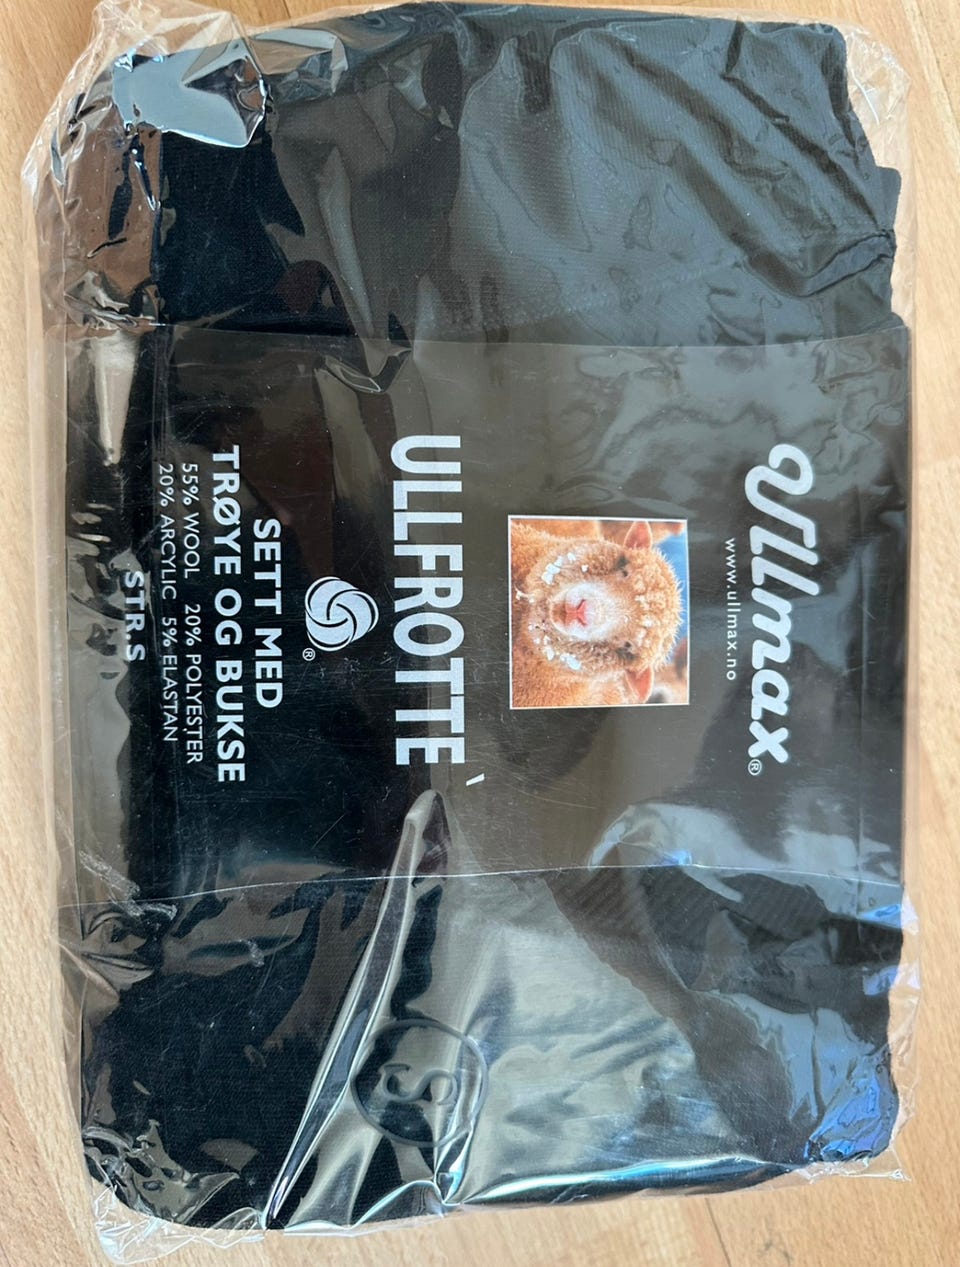 Ullmax®
www.ullmax.no
ULLFROTTE`
®
SETT MED
TRØYE OG BUKSE
55% WOOL 20% POLYESTER
20% ARCYLIC 5% ELASTAN
STR.S
S